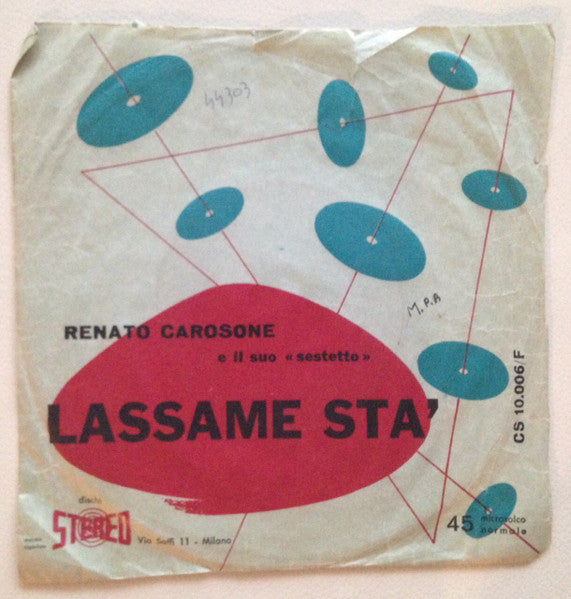 44303
M.P.A
RENATO CAROSONE
e il suo « sestetto »
LASSAME STA'
CS 10.006/F
dischi
STEREO
Via Saffi 11 - Milano
45 microsolco
normale